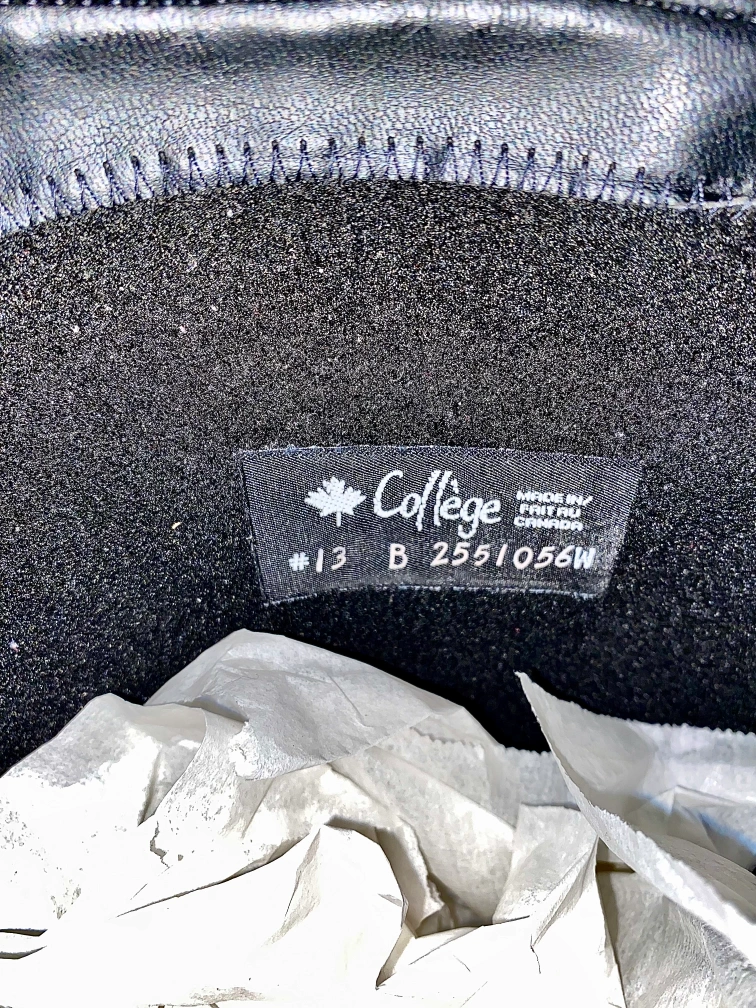 Collège
MADE IN/
FAIT AU
CANADA
#13 B 2551056W